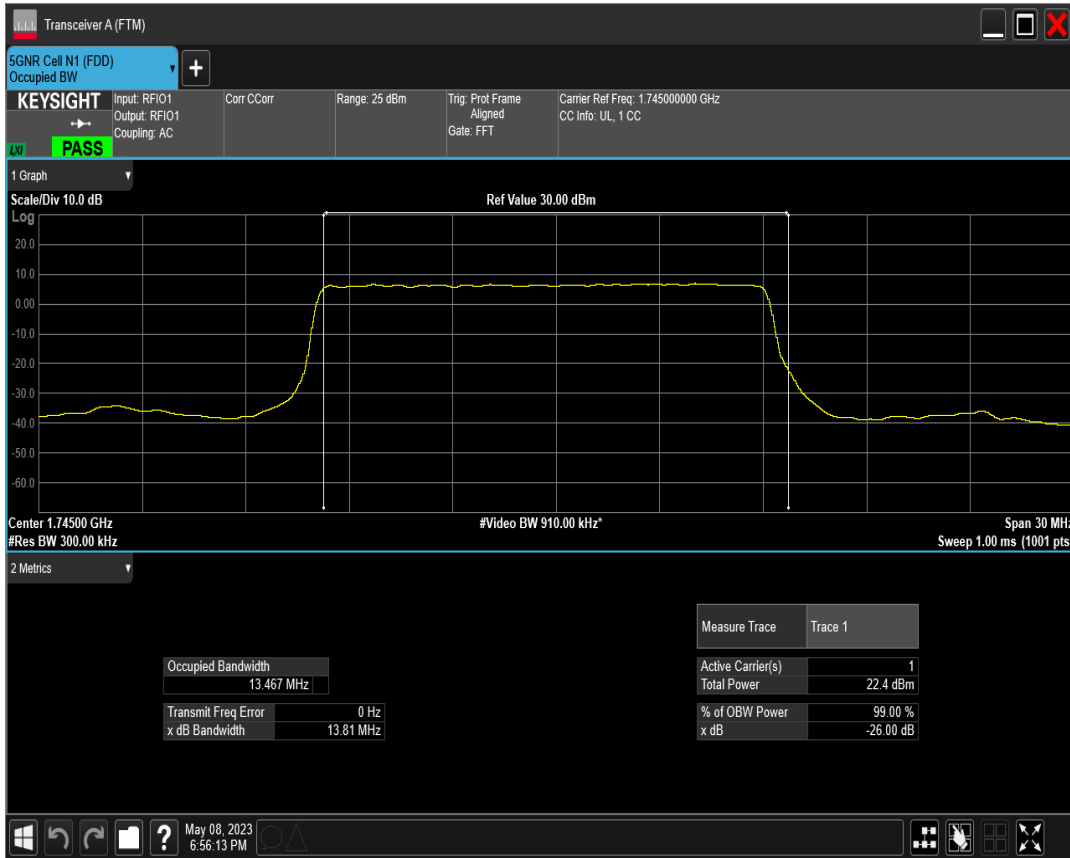 Transceiver A (FTM)
5GNR Cell N1 (FDD)
Occupied BW
+
KEYSIGHT
LXI
PASS
Input: RFIO1
Output: RFIO1
Coupling: AC
Corr CCorr
Range: 25 dBm
Trig: Prot Frame
Aligned
Gate: FFT
Carrier Ref Freq: 1.745000000 GHz
CC Info: UL, 1 CC
1 Graph
Scale/Div 10.0 dB
Ref Value 30.00 dBm
Log
20.0
10.0
0.00
-10.0
-20.0
-30.0
-40.0
-50.0
-60.0
Center 1.74500 GHz
#Video BW 910.00 kHz*
Span 30 MHz
#Res BW 300.00 kHz
Sweep 1.00 ms (1001 pts
2 Metrics
Measure Trace Trace 1
Occupied Bandwidth
13.467 MHz
Active Carrier(s) 1
Total Power 22.4 dBm
Transmit Freq Error 0 Hz
x dB Bandwidth 13.81 MHz
% of OBW Power 99.00 %
x dB -26.00 dB
?
May 08, 2023
6:56:13 PM